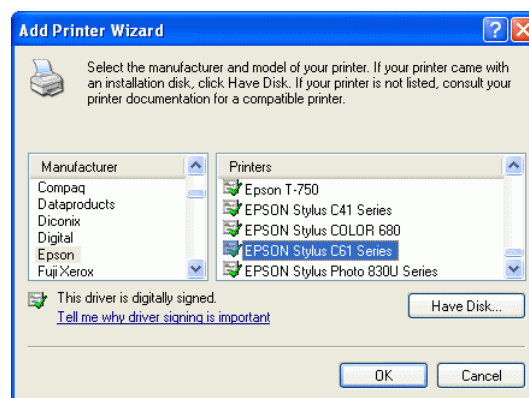 Add Printer Wizard
Select the manufacturer and model of your printer. If your printer came with
an installation disk, click Have Disk. If your printer is not listed, consult your
printer documentation for a compatible printer.
Manufacturer
Compaq
Dataproducts
Diconix
Digital
Epson
Fuji Xerox
Printers
Epson T-750
EPSON Stylus C41 Series
EPSON Stylus COLOR 680
EPSON Stylus C61 Series
EPSON Stylus Photo 830U Series
This driver is digitally signed.
Tell me why driver signing is important
Have Disk...
OK
Cancel